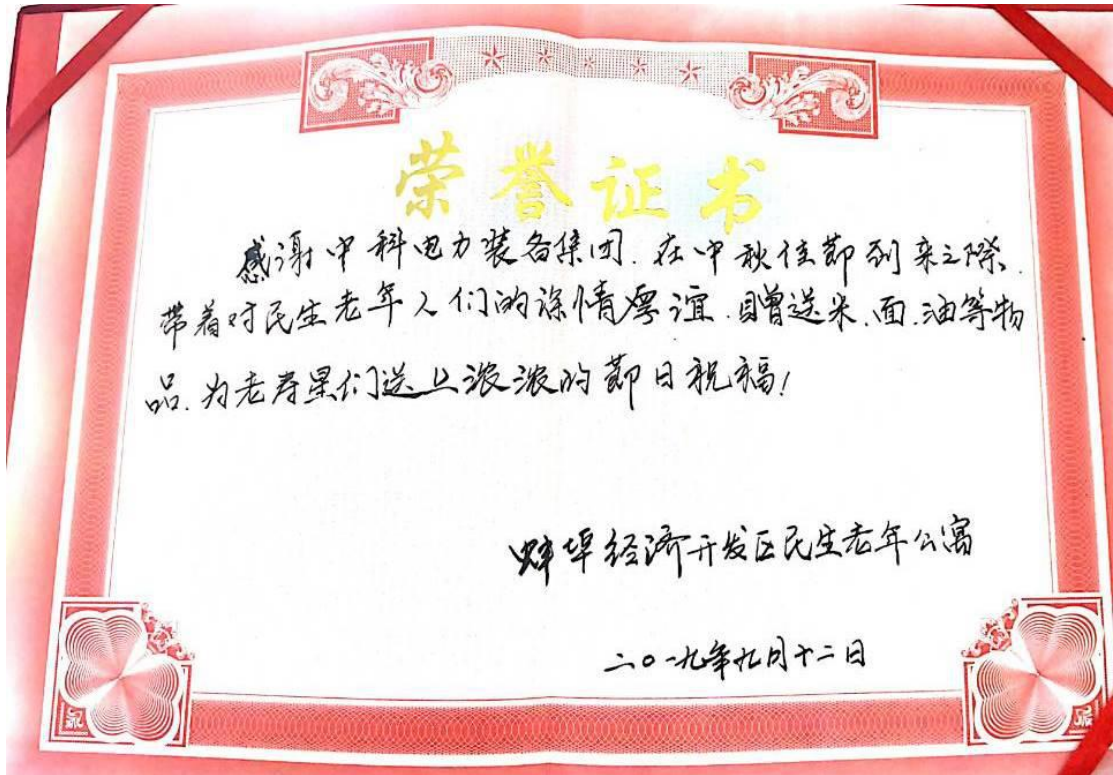 荣誉证书
感谢中科电力装备集团.在中秋佳节到来之际.
带着对民生老年人们的深情厚谊.赠送米.面.油等物
品.为老寿星们送上浓浓的节日祝福!
蚌埠经济开发区民生老年公寓
二〇一九年九月十二日